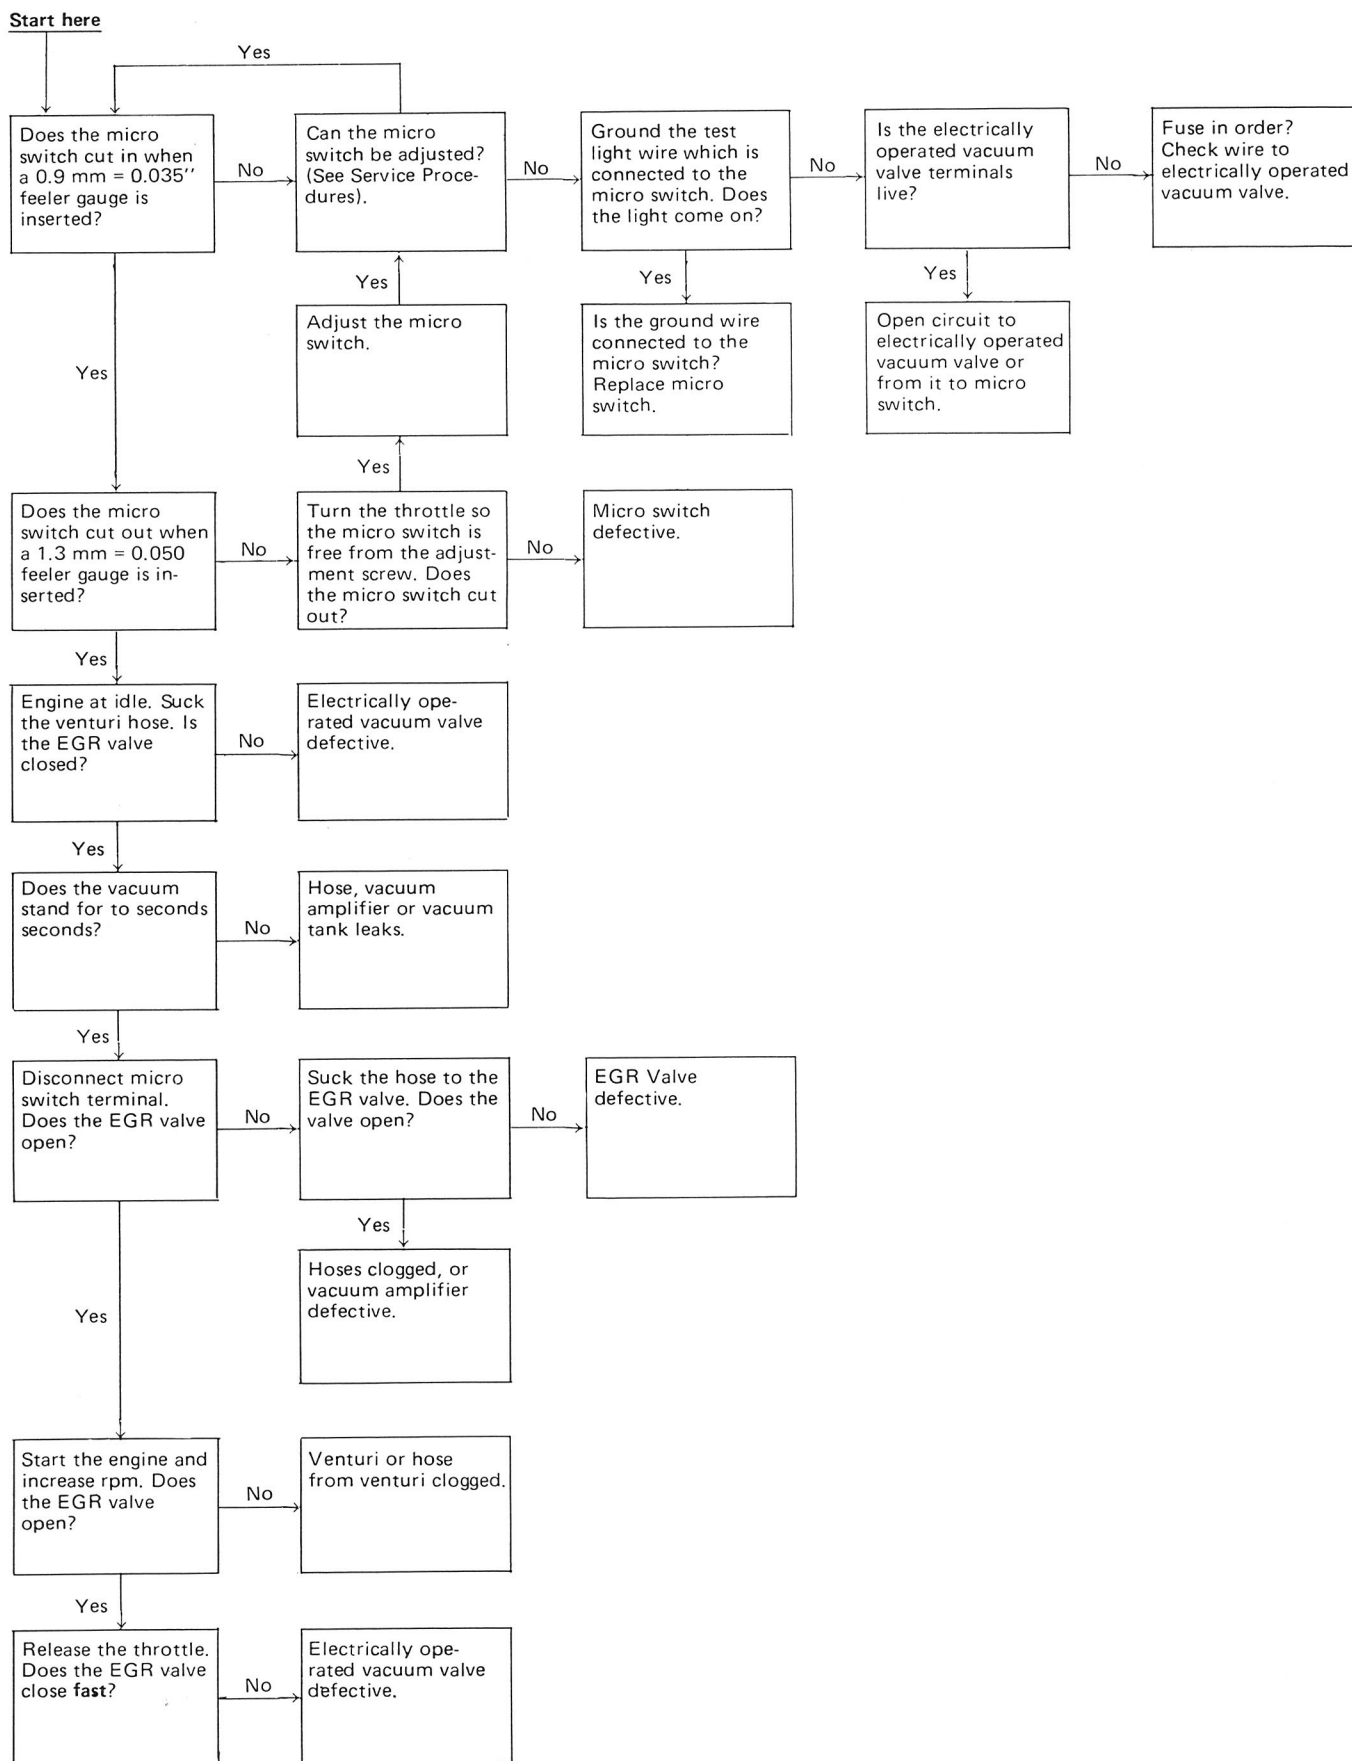 Start here
Yes
Does the micro
switch cut in when
a 0.9 mm = 0.035''
feeler gauge is
inserted?
No
Can the micro
switch be adjusted?
(See Service Proce-
dures).
No
Ground the test
light wire which is
connected to the
micro switch. Does
the light come on?
No
Is the electrically
operated vacuum
valve terminals
live?
No
Fuse in order?
Check wire to
electrically operated
vacuum valve.
Yes
Yes
Yes
Yes
Adjust the micro
switch.
Is the ground wire
connected to the
micro switch?
Replace micro
switch.
Open circuit to
electrically operated
vacuum valve or
from it to micro
switch.
Yes
Does the micro
switch cut out when
a 1.3 mm = 0.050
feeler gauge is in-
serted?
No
Turn the throttle so
the micro switch is
free from the adjust-
ment screw. Does
the micro switch cut
out?
No
Micro switch
defective.
Yes
Engine at idle. Suck
the venturi hose. Is
the EGR valve
closed?
No
Electrically ope-
rated vacuum valve
defective.
Yes
Does the vacuum
stand for to seconds
seconds?
No
Hose, vacuum
amplifier or vacuum
tank leaks.
Yes
Disconnect micro
switch terminal.
Does the EGR valve
open?
No
Suck the hose to the
EGR valve. Does the
valve open?
No
EGR Valve
defective.
Yes
Yes
Hoses clogged, or
vacuum amplifier
defective.
Start the engine and
increase rpm. Does
the EGR valve
open?
No
Venturi or hose
from venturi clogged.
Yes
Release the throttle.
Does the EGR valve
close fast?
No
Electrically ope-
rated vacuum valve
defective.